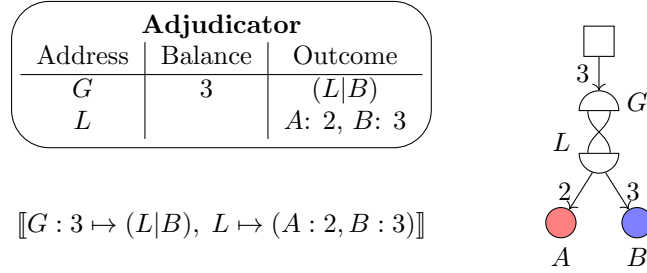 Adjudicator
Address Balance Outcome
G 3 (L|B)
L A: 2, B: 3
⟦G : 3 ↦ (L|B), L ↦ (A : 2, B : 3)⟧
3
G
L
2 3
A B